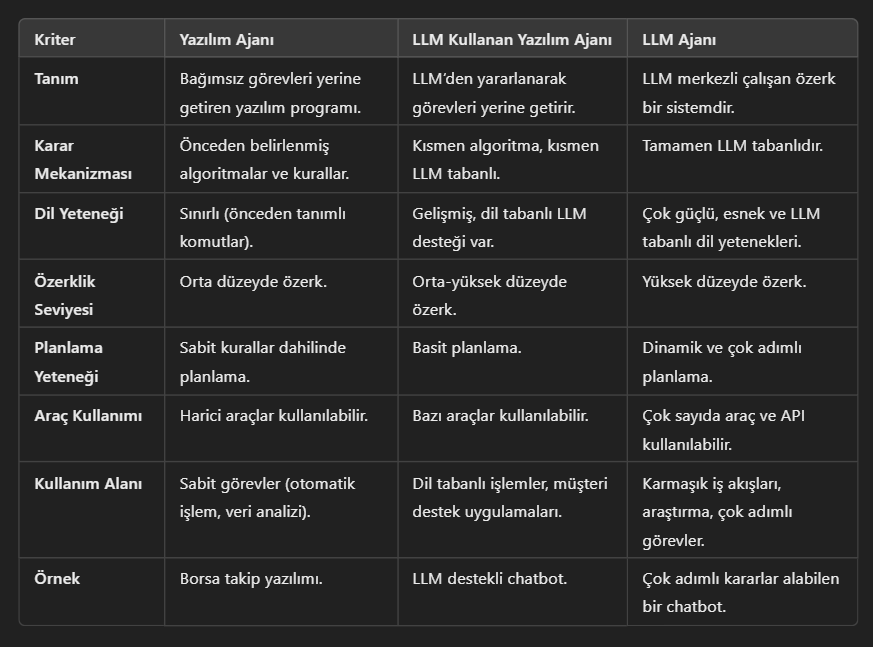 Kriter
Yazılım Ajanı
LLM Kullanan Yazılım Ajanı
LLM Ajanı
Tanım
Bağımsız görevleri yerine
getiren yazılım programı.
LLM'den yararlanarak
görevleri yerine getirir.
LLM merkezli çalışan özerk
bir sistemdir.
Karar
Mekanizması
Önceden belirlenmiş
algoritmalar ve kurallar.
Kısmen algoritma, kısmen
LLM tabanlı.
Tamamen LLM tabanlıdır.
Dil Yeteneği
Sınırlı (önceden tanımlı
komutlar).
Gelişmiş, dil tabanlı LLM
desteği var.
Çok güçlü, esnek ve LLM
tabanlı dil yetenekleri.
Özerklik
Seviyesi
Orta düzeyde özerk.
Orta-yüksek düzeyde
özerk.
Yüksek düzeyde özerk.
Planlama
Yeteneği
Sabit kurallar dahilinde
planlama.
Basit planlama.
Dinamik ve çok adımlı
planlama.
Araç Kullanımı
Harici araçlar kullanılabilir.
Bazı araçlar kullanılabilir.
Çok sayıda araç ve API
kullanılabilir.
Kullanım Alanı
Sabit görevler (otomatik
işlem, veri analizi).
Dil tabanlı işlemler, müşteri
destek uygulamaları.
Karmaşık iş akışları,
araştırma, çok adımlı
görevler.
Örnek
Borsa takip yazılımı.
LLM destekli chatbot.
Çok adımlı kararlar alabilen
bir chatbot.